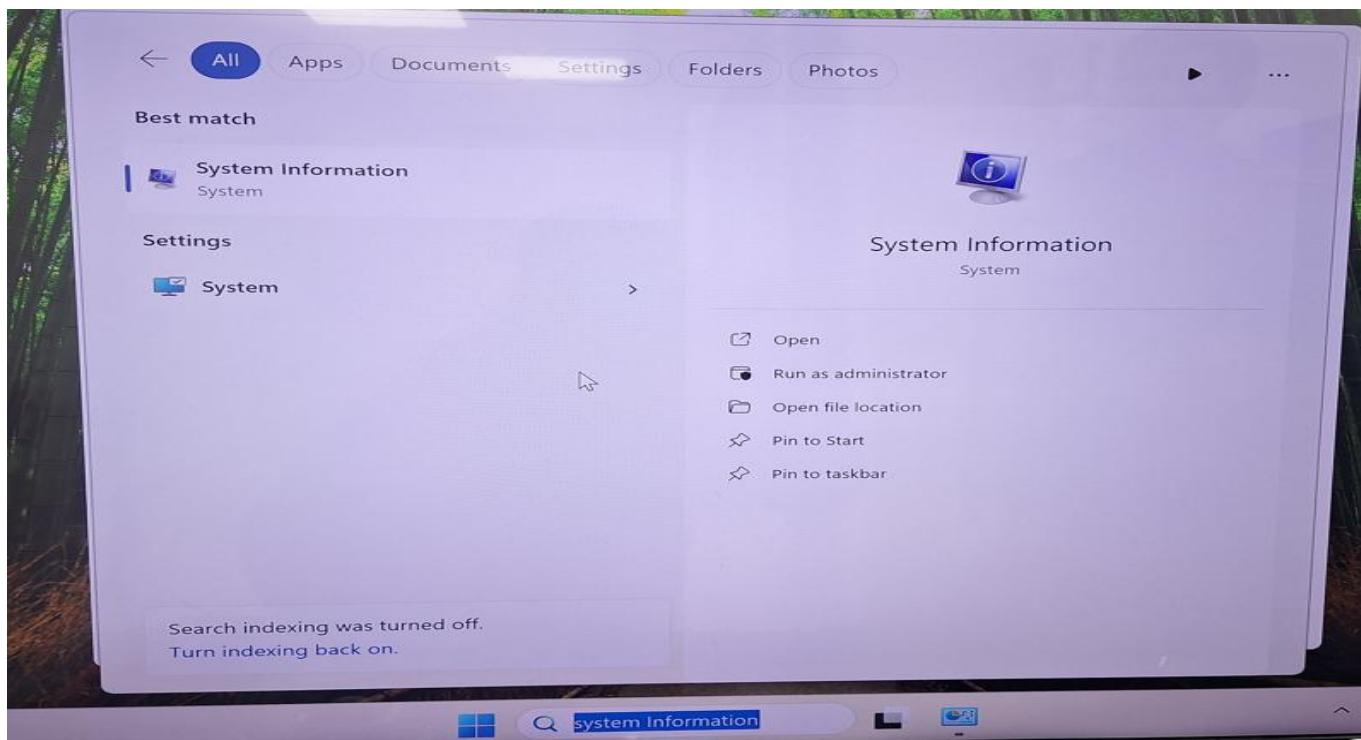 All Apps Documents Settings Folders Photos
Best match
System Information
System
Settings
System
System Information
System
Open
Run as administrator
Open file location
Pin to Start
Pin to taskbar
Search indexing was turned off.
Turn indexing back on.
system Information